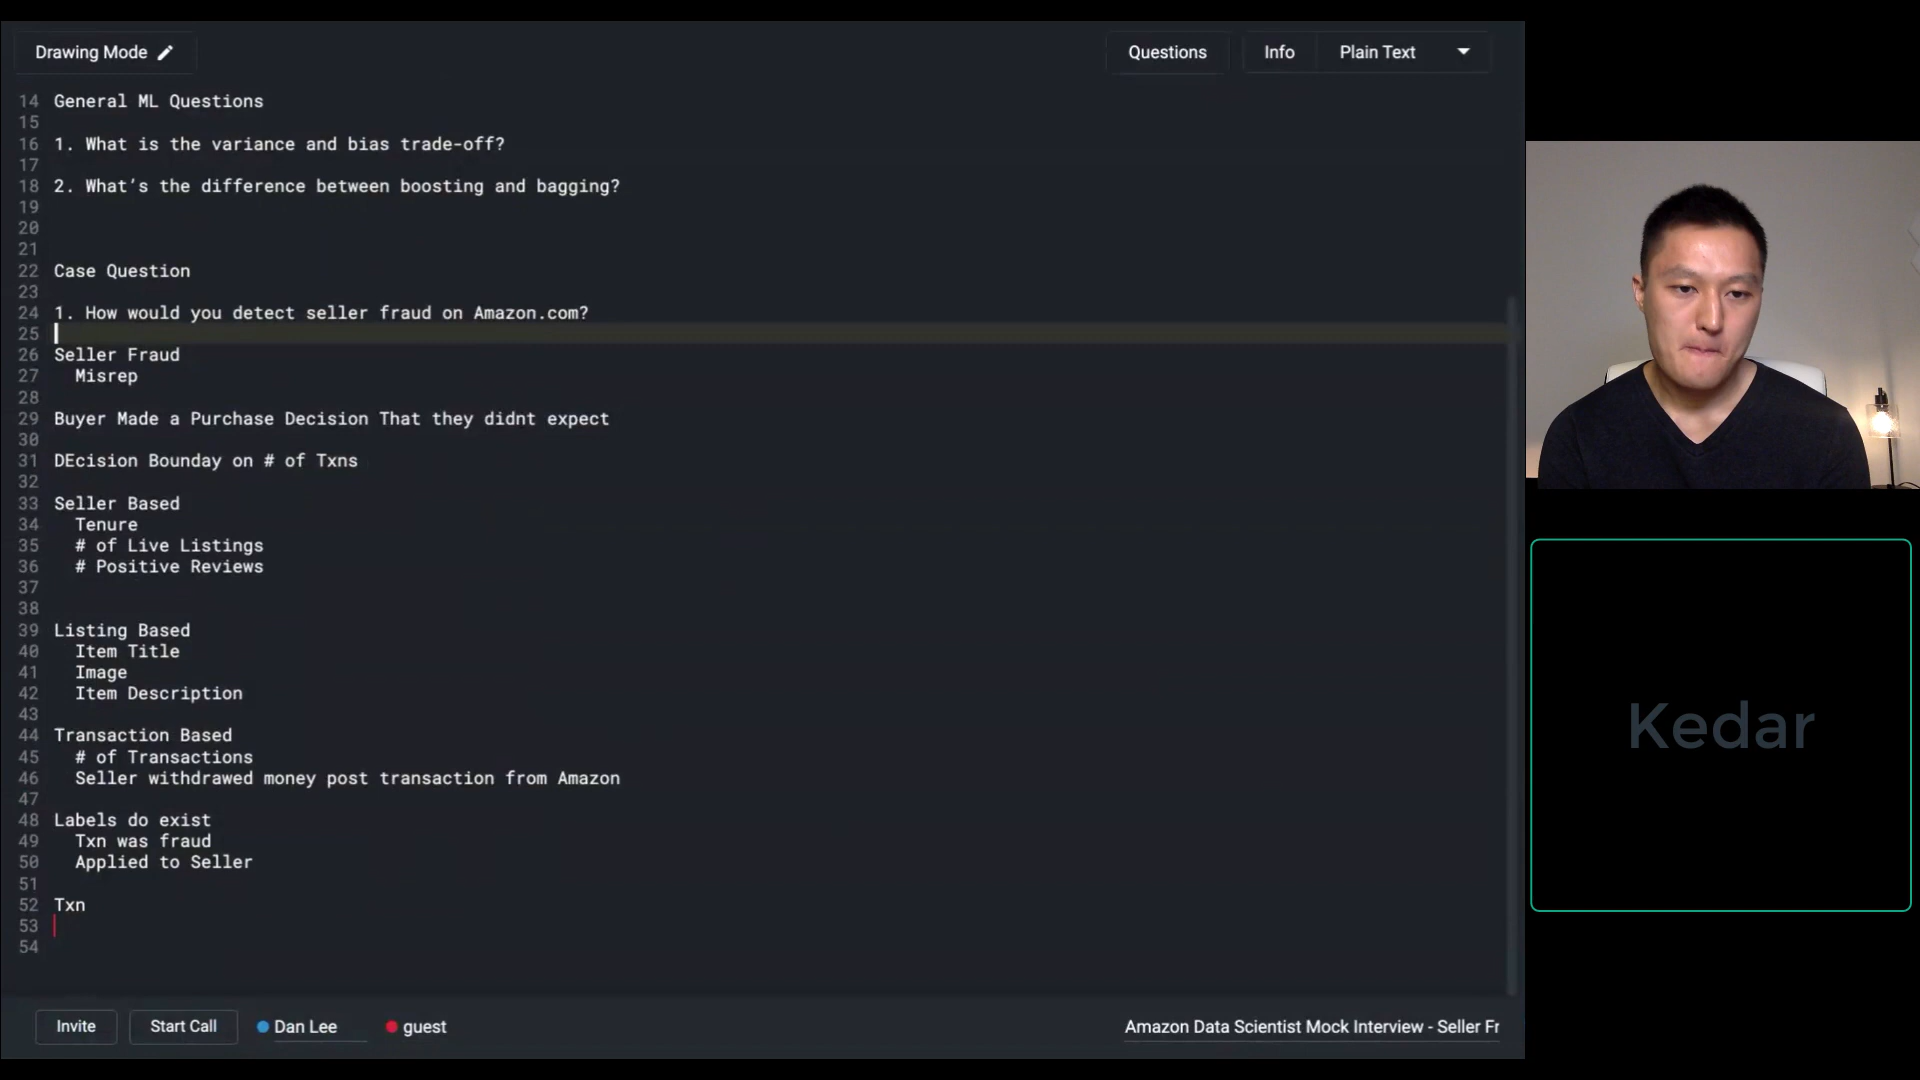 Drawing Mode
Questions
Info
Plain Text
14 General ML Questions
15
16 1. What is the variance and bias trade-off?
17
18 2. What's the difference between boosting and bagging?
19
20
21
22 Case Question
23
24 1. How would you detect seller fraud on Amazon.com?
25
26 Seller Fraud
27 Misrep
28
29 Buyer Made a Purchase Decision That they didnt expect
30
31 DEcision Bounday on # of Txns
32
33 Seller Based
34 Tenure
35 # of Live Listings
36 # Positive Reviews
37
38
39 Listing Based
40 Item Title
41 Image
42 Item Description
43
44 Transaction Based
45 # of Transactions
46 Seller withdrawed money post transaction from Amazon
47
48 Labels do exist
49 Txn was fraud
50 Applied to Seller
51
52 Txn
53
54
Kedar
Invite
Start Call
Dan Lee
guest
Amazon Data Scientist Mock Interview - Seller Fr